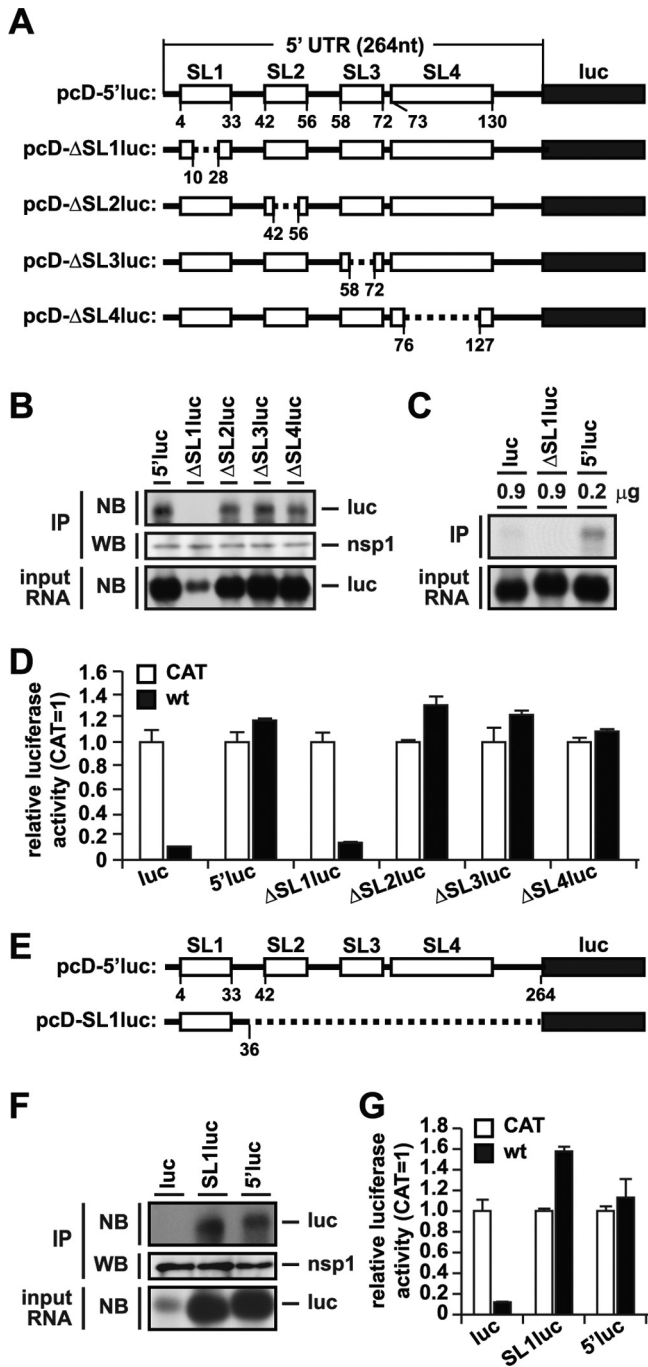 A
5' UTR (264nt)
SL1 SL2 SL3 SL4 luc
pcD-5'luc:
4 33 42 56 58 72 73 130
pcD-ΔSL1luc:
10 28
pcD-ΔSL2luc:
42 56
pcD-ΔSL3luc:
58 72
pcD-ΔSL4luc:
76 127
B
5'luc ΔSL1luc ΔSL2luc ΔSL3luc ΔSL4luc
IP NB luc
WB nsp1
input RNA NB luc
C
luc ΔSL1luc 5'luc
0.9 0.9 0.2 μg
IP
input RNA
D
relative luciferase activity (CAT=1)
1.6
1.4
1.2
1.0
0.8
0.6
0.4
0.2
0
CAT
wt
luc 5'luc ΔSL1luc ΔSL2luc ΔSL3luc ΔSL4luc
E
SL1 SL2 SL3 SL4 luc
pcD-5'luc:
4 33 42 264
pcD-SL1luc:
36
F
luc SL1luc 5'luc
IP NB luc
WB nsp1
input RNA NB luc
G
relative luciferase activity (CAT=1)
1.8
1.6
1.4
1.2
1.0
0.8
0.6
0.4
0.2
0
CAT
wt
luc SL1luc 5'luc